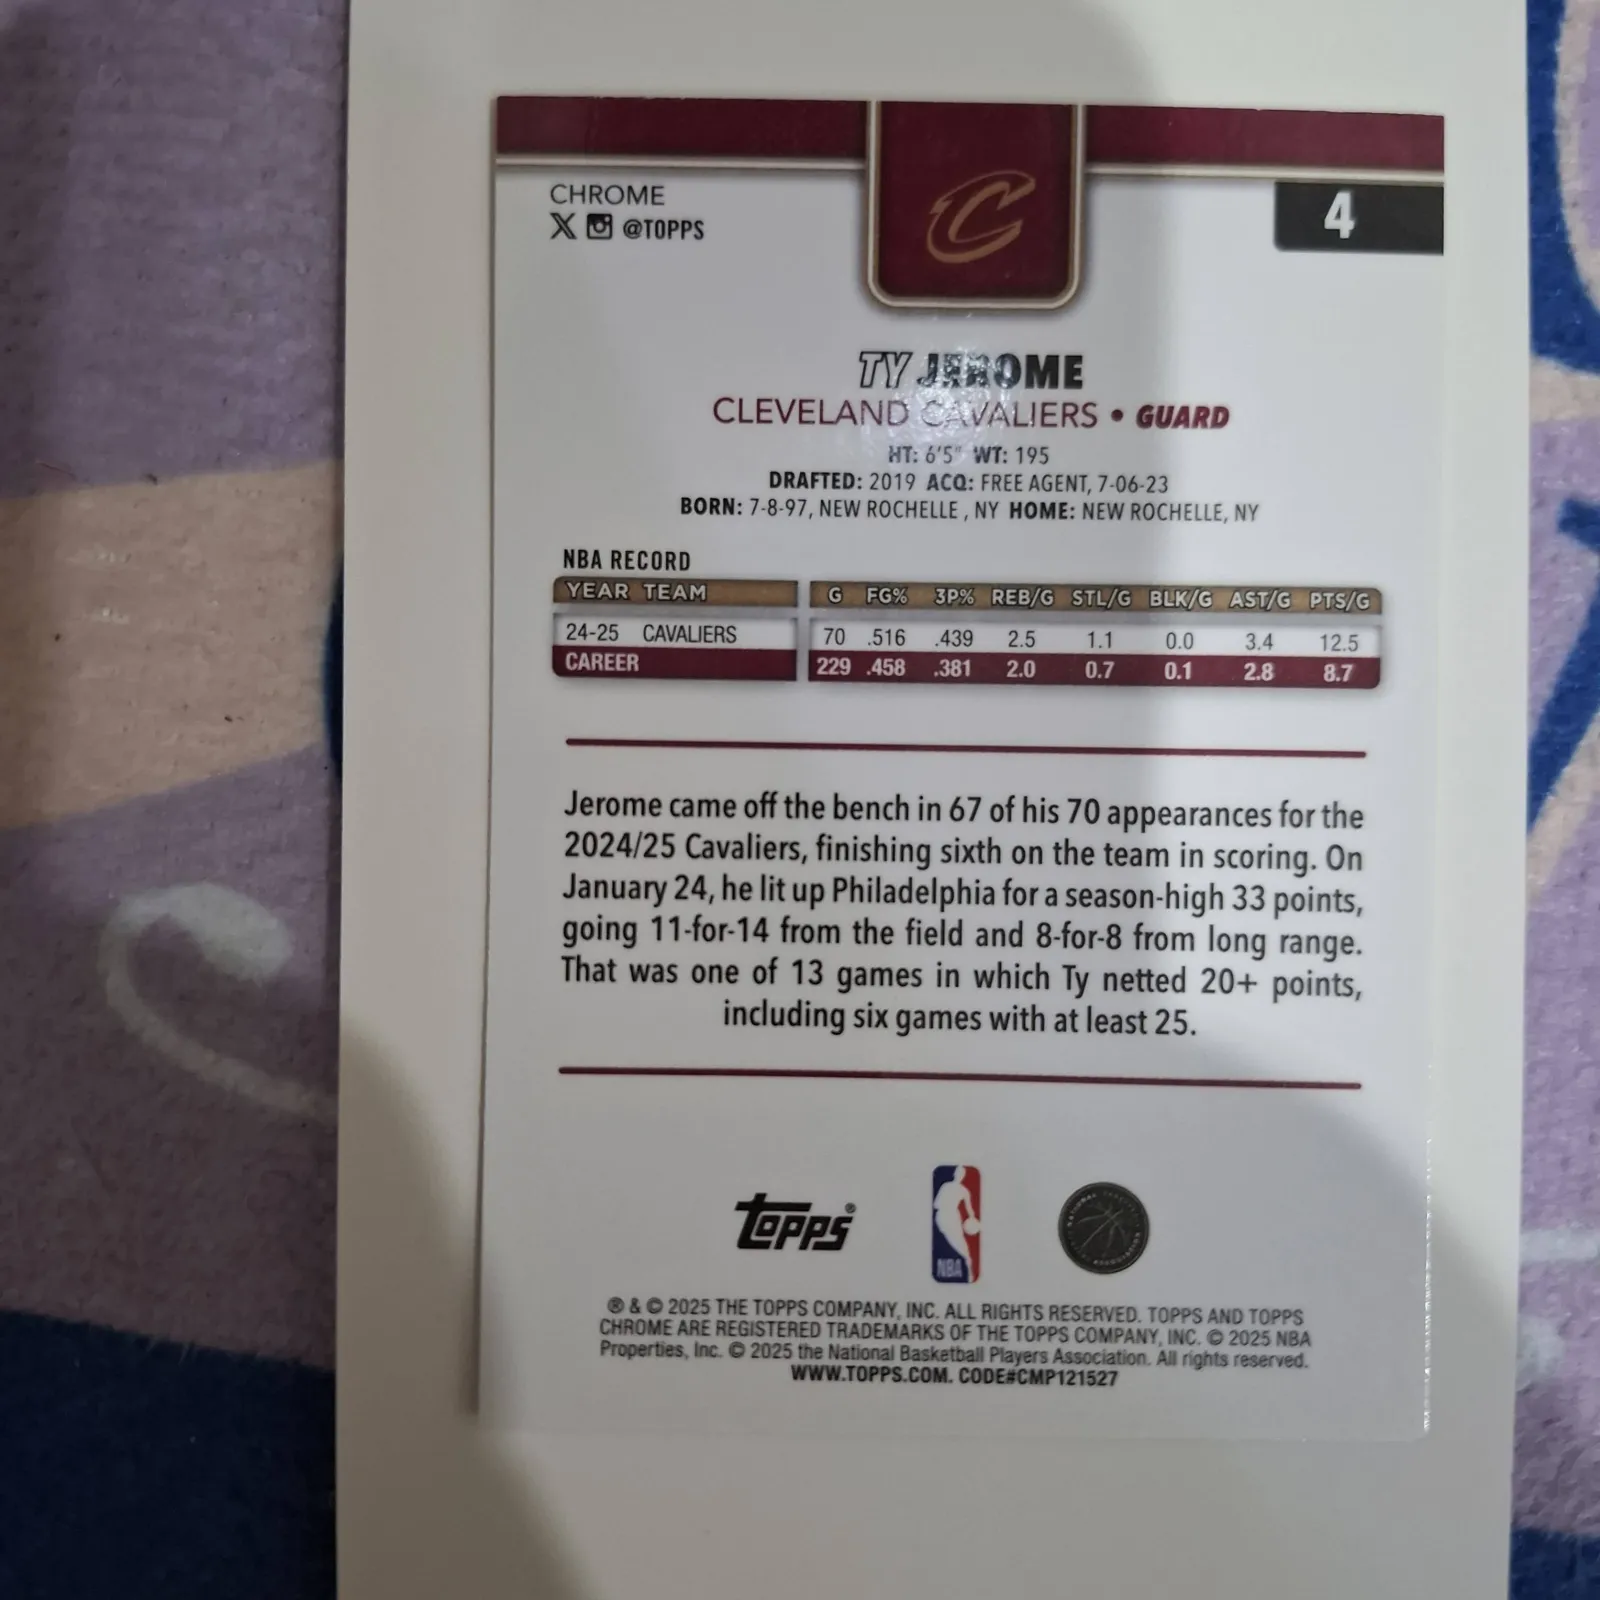 CHROME
@TOPPS
4
TY JEROME
CLEVELAND CAVALIERS • GUARD
HT: 6'5" WT: 195
DRAFTED: 2019 ACQ: FREE AGENT, 7-06-23
BORN: 7-8-97, NEW ROCHELLE , NY HOME: NEW ROCHELLE, NY
NBA RECORD
YEAR TEAM G FG% 3P% REB/G STL/G BLK/G AST/G PTS/G
24-25 CAVALIERS 70 .516 .439 2.5 1.1 0.0 3.4 12.5
CAREER 229 .458 .381 2.0 0.7 0.1 2.8 8.7
Jerome came off the bench in 67 of his 70 appearances for the
2024/25 Cavaliers, finishing sixth on the team in scoring. On
January 24, he lit up Philadelphia for a season-high 33 points,
going 11-for-14 from the field and 8-for-8 from long range.
That was one of 13 games in which Ty netted 20+ points,
including six games with at least 25.
Topps®
NBA
® & © 2025 THE TOPPS COMPANY, INC. ALL RIGHTS RESERVED. TOPPS AND TOPPS
CHROME ARE REGISTERED TRADEMARKS OF THE TOPPS COMPANY, INC. © 2025 NBA
Properties, Inc. © 2025 the National Basketball Players Association. All rights reserved.
WWW.TOPPS.COM. CODE#CMP121527